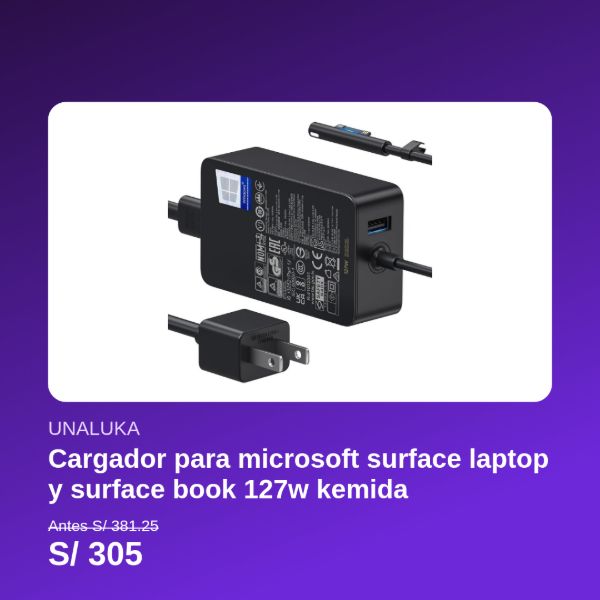 UNALUKA
Cargador para microsoft surface laptop
y surface book 127w kemida
Antes S/ 381.25
S/ 305